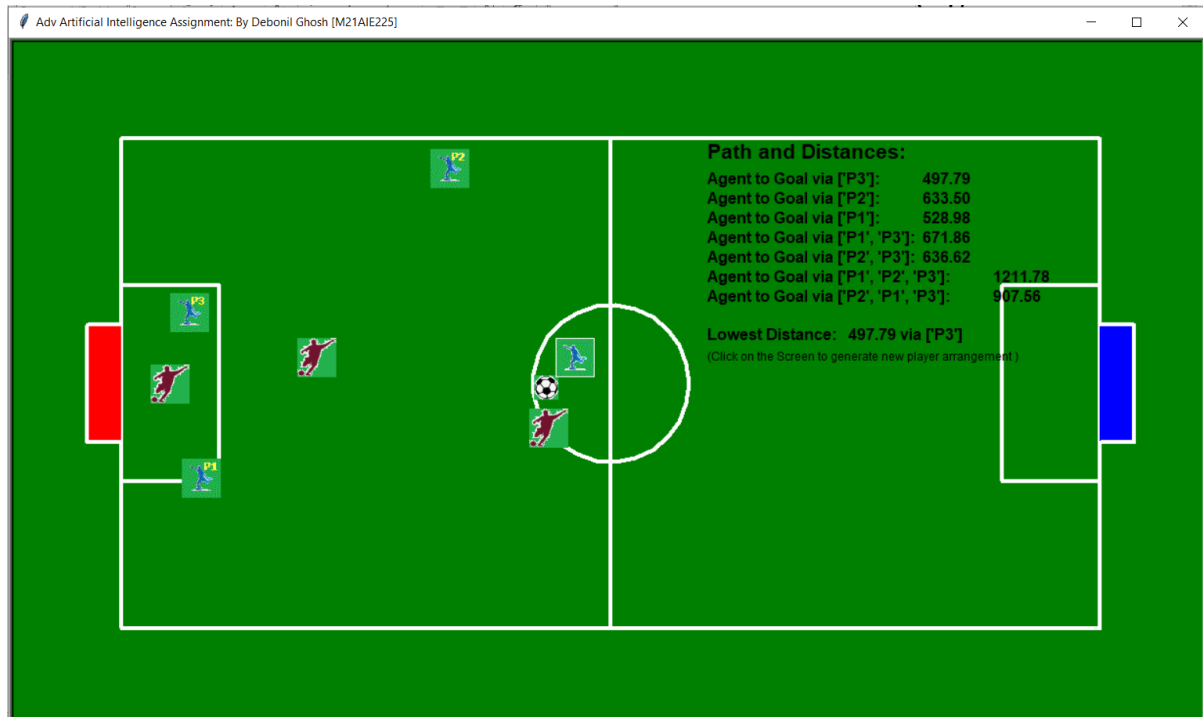 Adv Artificial Intelligence Assignment: By Debonil Ghosh [M21AIE225]
Path and Distances:
Agent to Goal via ['P3']: 497.79
Agent to Goal via ['P2']: 633.50
Agent to Goal via ['P1']: 528.98
Agent to Goal via ['P1', 'P3']: 671.86
Agent to Goal via ['P2', 'P3']: 636.62
Agent to Goal via ['P1', 'P2', 'P3']: 1211.78
Agent to Goal via ['P2', 'P1', 'P3']: 907.56
Lowest Distance: 497.79 via ['P3']
(Click on the Screen to generate new player arrangement )
P2
P3
P1